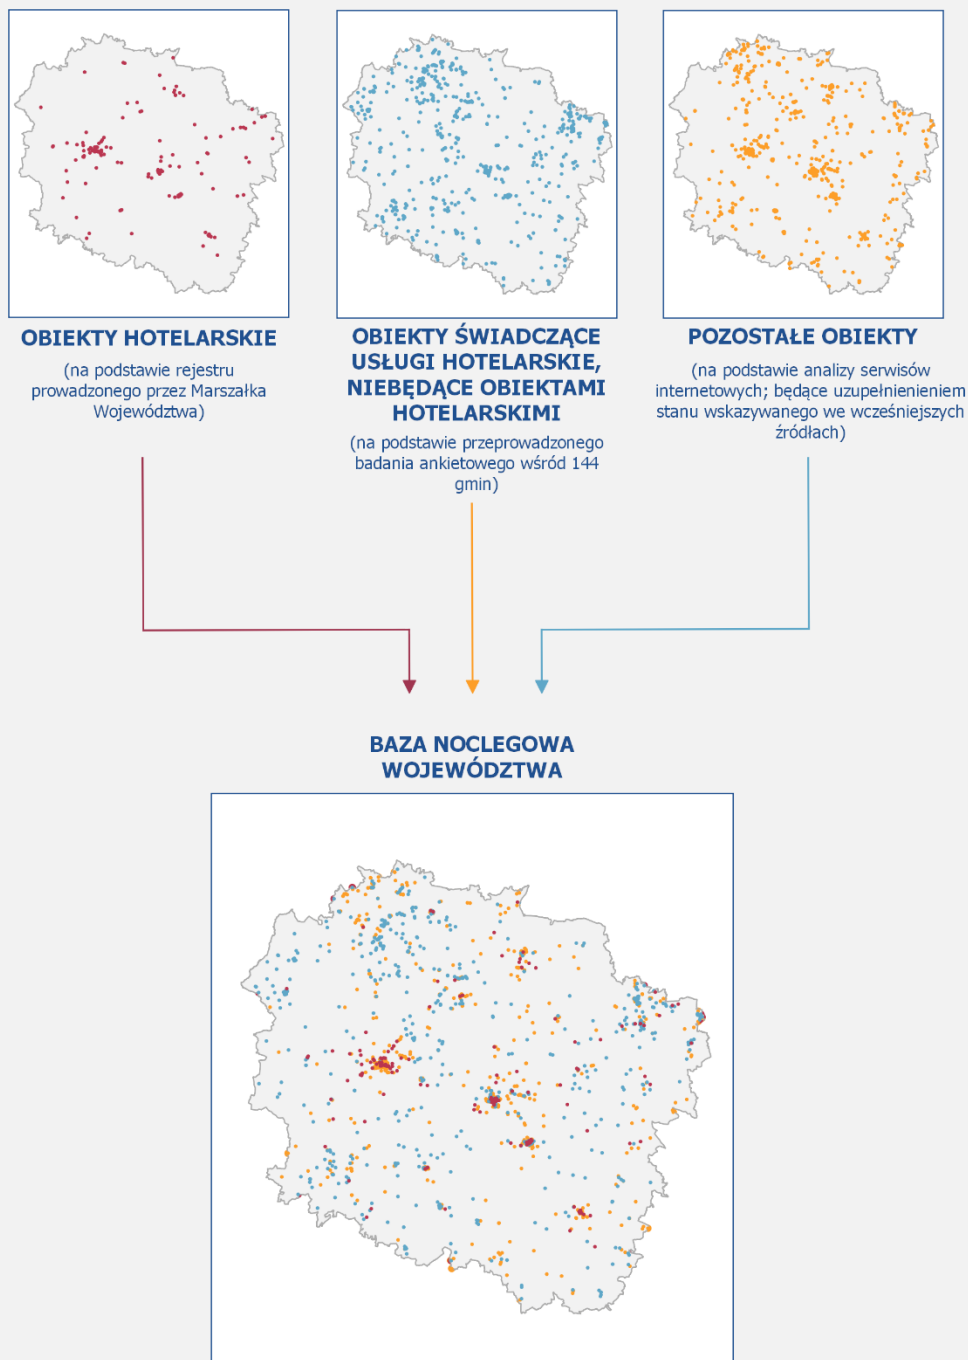 OBIEKTY HOTELARSKIE
(na podstawie rejestru
prowadzonego przez Marszałka
Województwa)
OBIEKTY ŚWIADCZĄCE
USŁUGI HOTELARSKIE,
NIEBĘDĄCE OBIEKTAMI
HOTELARSKIMI
(na podstawie przeprowadzonego
badania ankietowego wśród 144
gmin)
POZOSTAŁE OBIEKTY
(na podstawie analizy serwisów
internetowych; będące uzupełnienieniem
stanu wskazywanego we wcześniejszych
źródłach)
BAZA NOCLEGOWA
WOJEWÓDZTWA